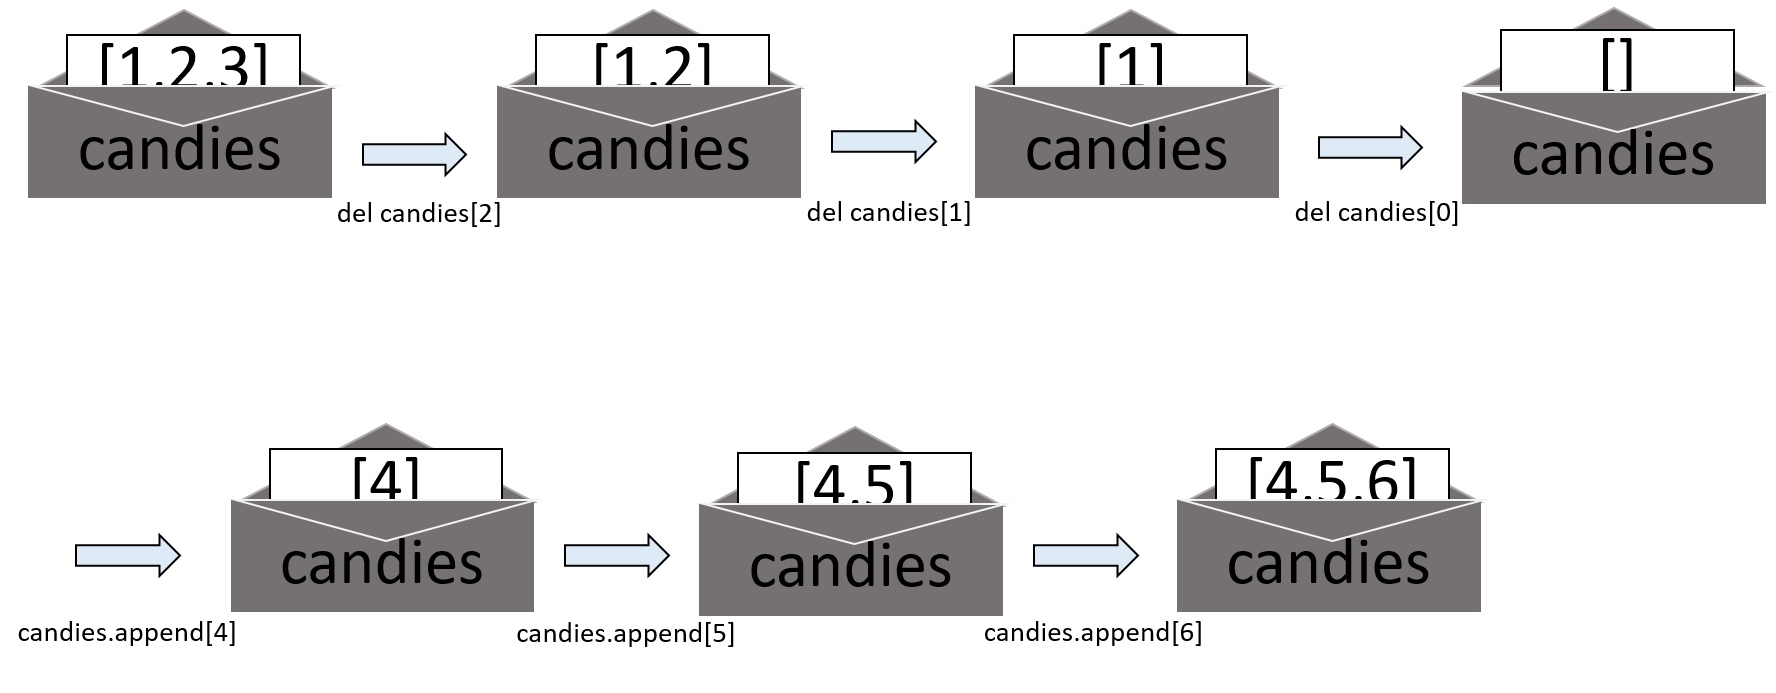 [1,2,3]
candies
del candies[2]
[1,2]
candies
del candies[1]
[1]
candies
del candies[0]
[]
candies
candies.append[4]
[4]
candies
candies.append[5]
[4,5]
candies
candies.append[6]
[4,5,6]
candies